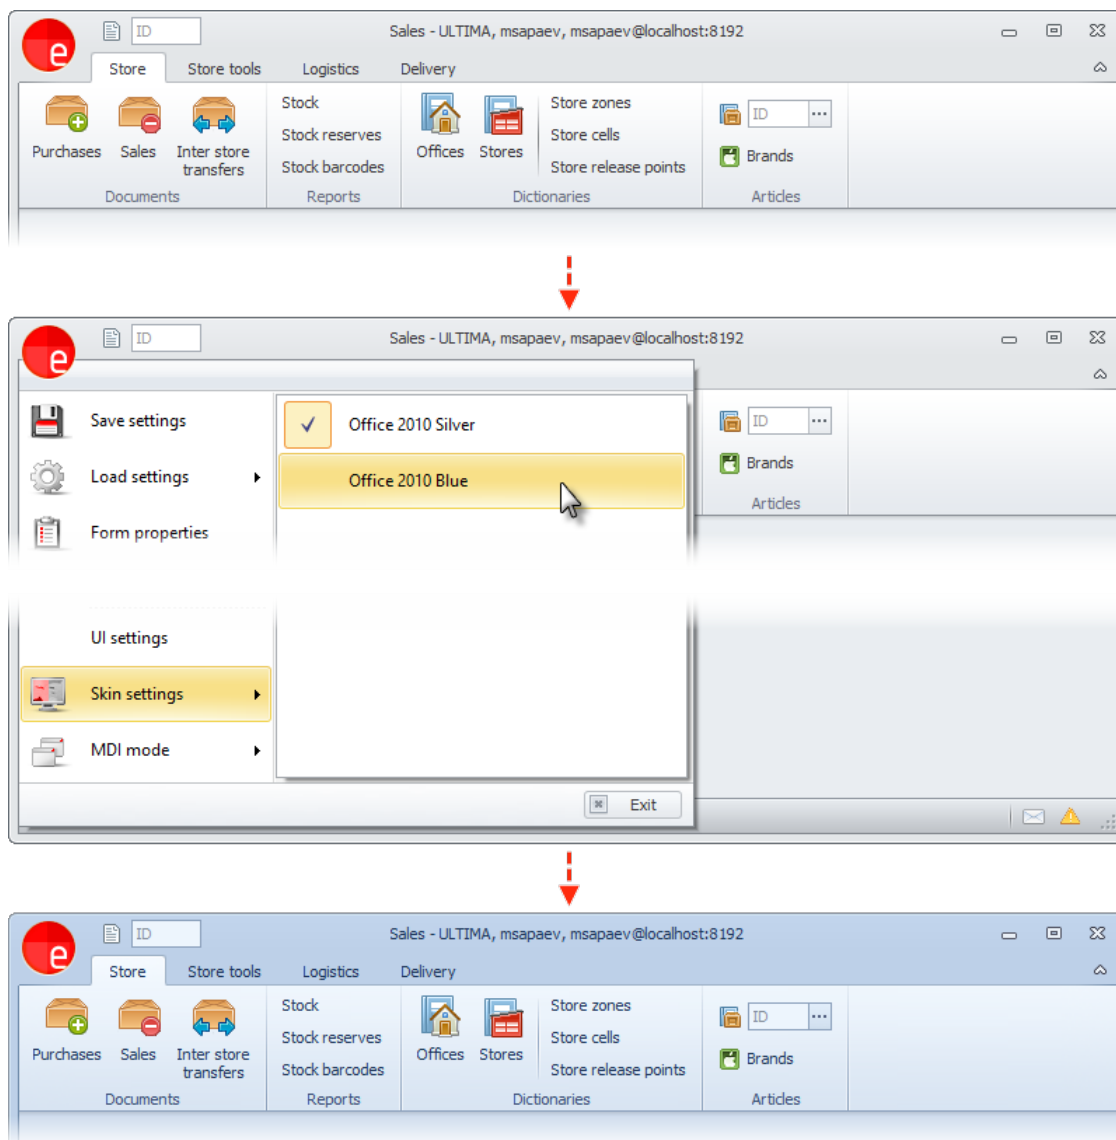 e
ID
Sales - ULTIMA, msapaev, msapaev@localhost:8192
Store
Store tools
Logistics
Delivery
Purchases
Sales
Inter store
transfers
Documents
Stock
Stock reserves
Stock barcodes
Reports
Offices
Stores
Store zones
Store cells
Store release points
Dictionaries
ID
Brands
Articles
e
ID
Sales - ULTIMA, msapaev, msapaev@localhost:8192
Save settings
Load settings
Form properties
UI settings
Skin settings
MDI mode
Office 2010 Silver
Office 2010 Blue
Exit
ID
Brands
Articles
e
ID
Sales - ULTIMA, msapaev, msapaev@localhost:8192
Store
Store tools
Logistics
Delivery
Purchases
Sales
Inter store
transfers
Documents
Stock
Stock reserves
Stock barcodes
Reports
Offices
Stores
Store zones
Store cells
Store release points
Dictionaries
ID
Brands
Articles